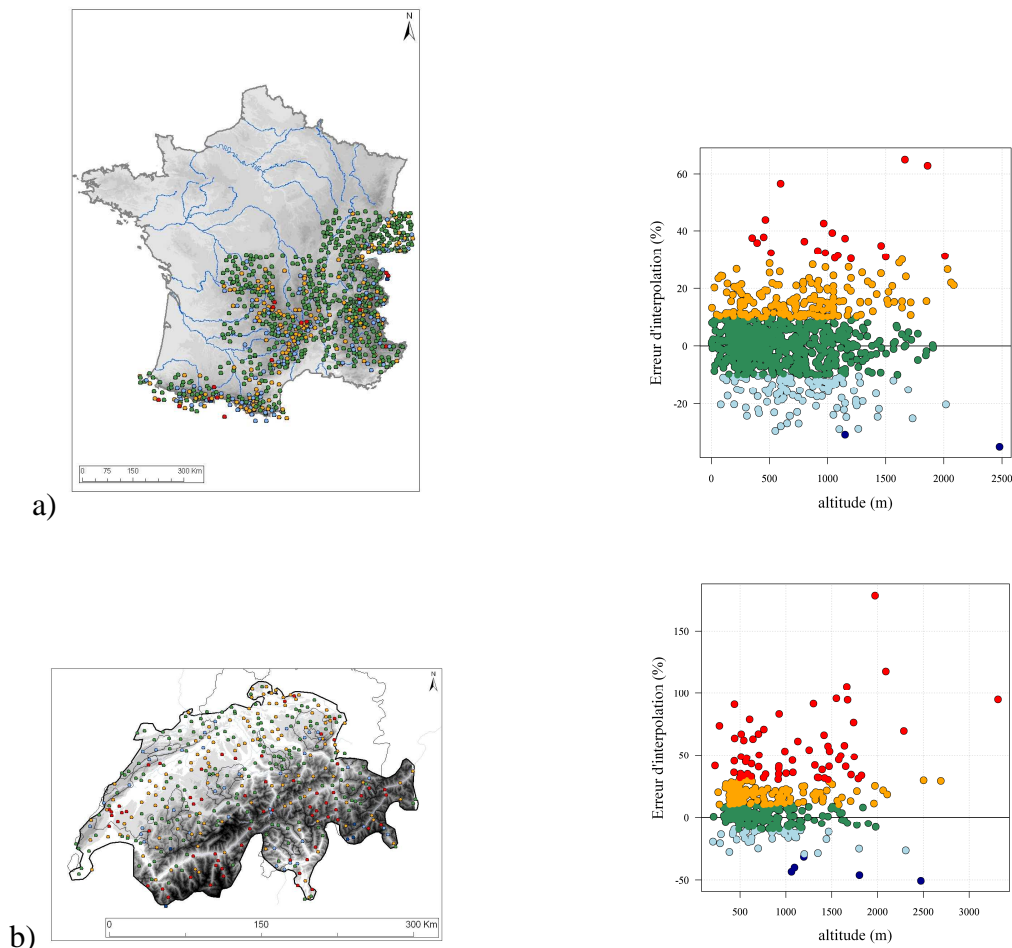 N
0 75 150 300 Km
a)
Erreur d'interpolation (%)
60
40
20
0
-20
0 500 1000 1500 2000 2500
altitude (m)
N
0 150 300 Km
b)
Erreur d'interpolation (%)
150
100
50
0
-50
500 1000 1500 2000 2500 3000
altitude (m)